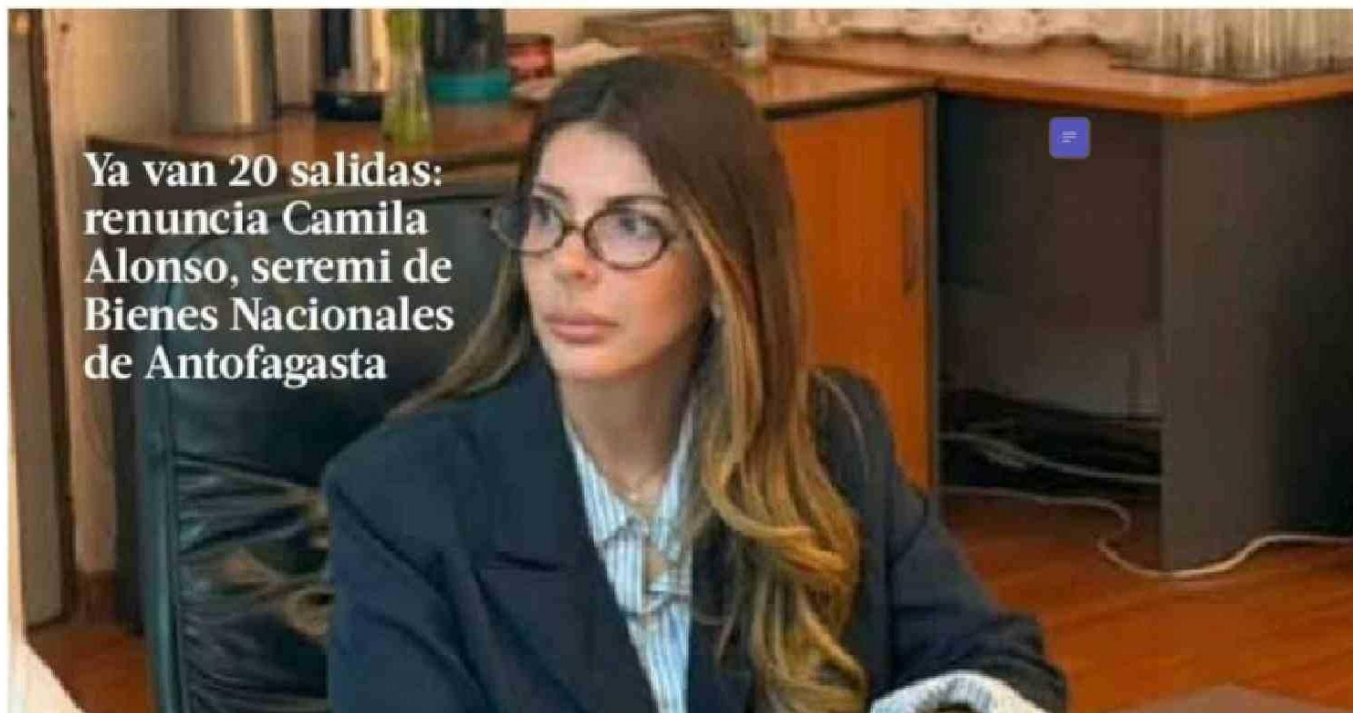 Ya van 20 salidas:
renuncia Camila
Alonso, seremi de
Bienes Nacionales
de Antofagasta